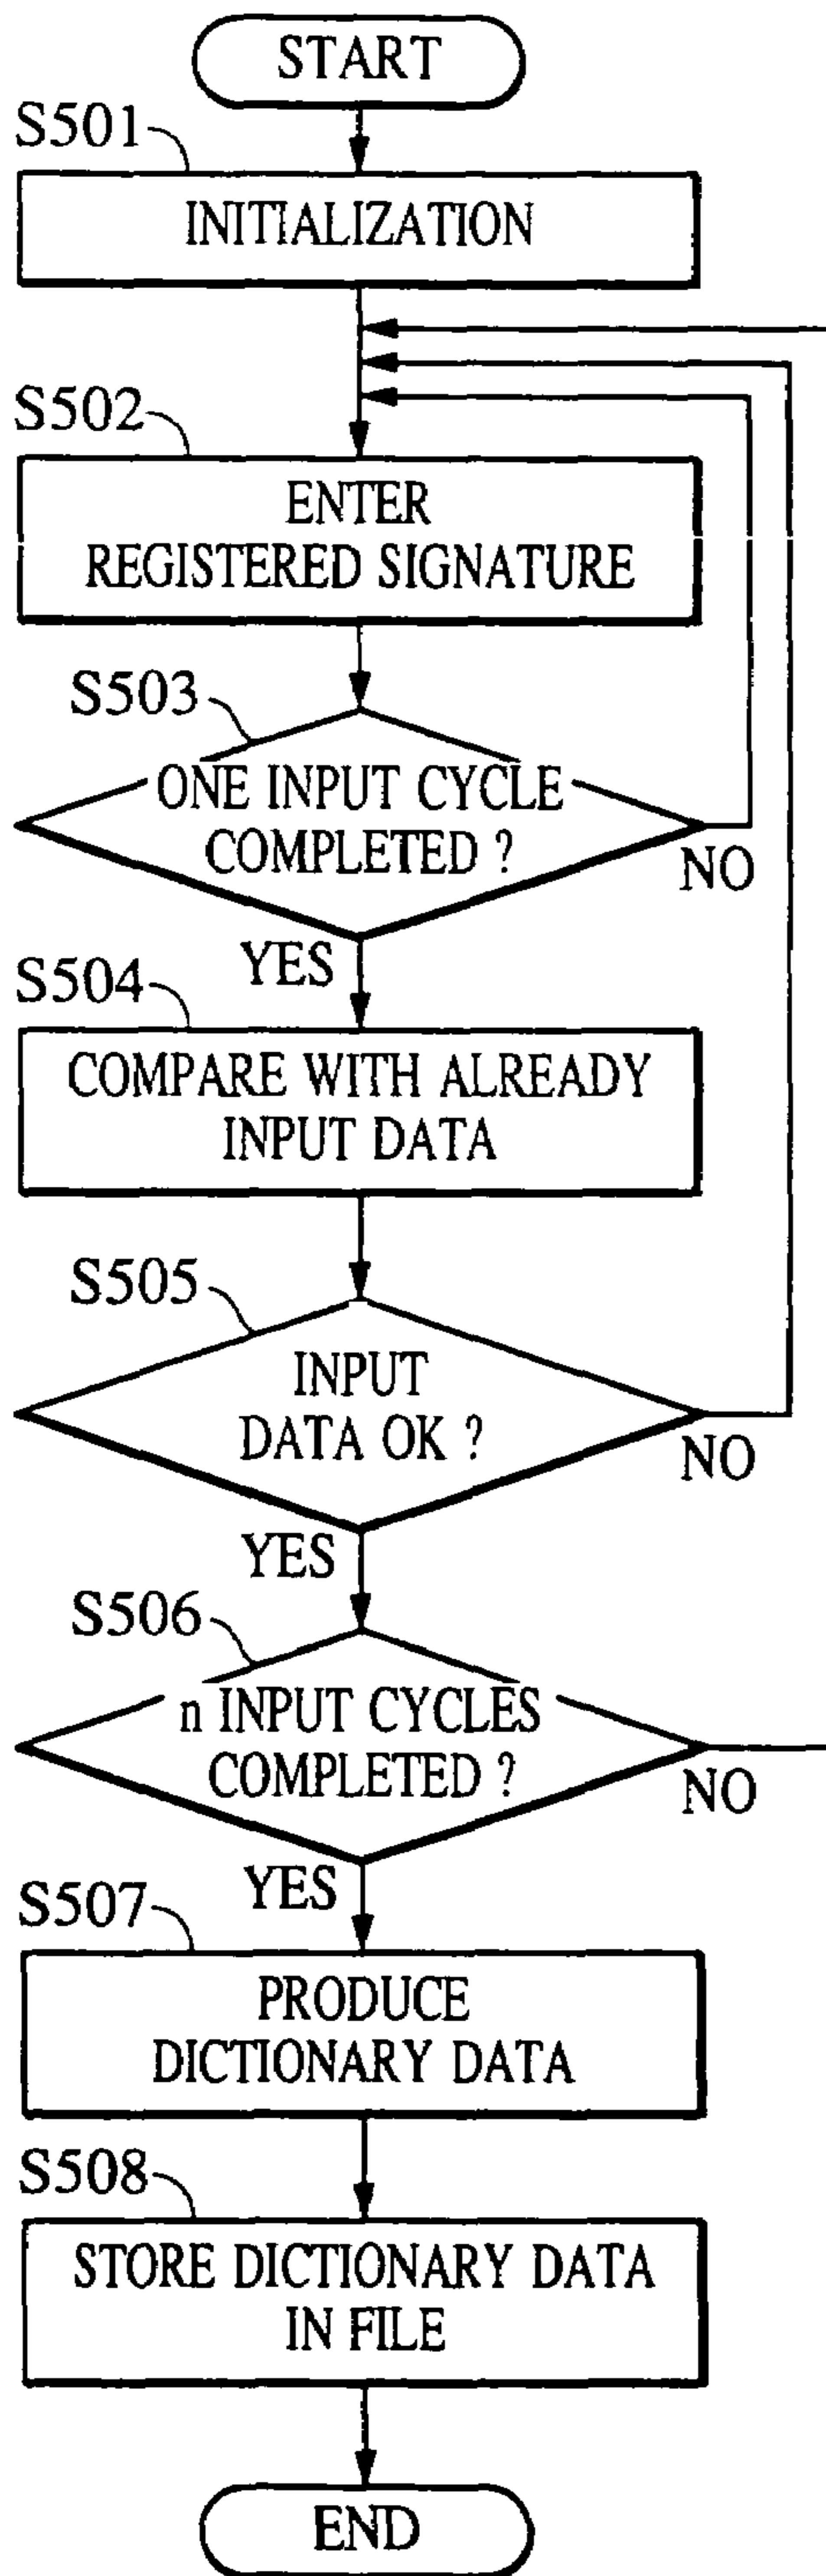 START
S501
INITIALIZATION
S502
ENTER
REGISTERED SIGNATURE
S503
ONE INPUT CYCLE
COMPLETED ?
NO
YES
S504
COMPARE WITH ALREADY
INPUT DATA
S505
INPUT
DATA OK ?
NO
YES
S506
n INPUT CYCLES
COMPLETED ?
NO
YES
S507
PRODUCE
DICTIONARY DATA
S508
STORE DICTIONARY DATA
IN FILE
END